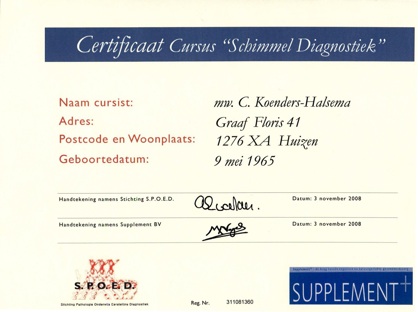 Certificaat Cursus “Schimmel Diagnostiek”
Naam cursist: mw. C. Koenders-Halsema
Adres: Graaf Floris 41
Postcode en Woonplaats: 1276 XA Huizen
Geboortedatum: 9 mei 1965
Handtekening namens Stichting S.P.O.E.D. Datum: 3 november 2008
Handtekening namens Supplement BV Datum: 3 november 2008
S.P.O.E.D.
Reg. Nr. 311081360
SUPPLEMENT+